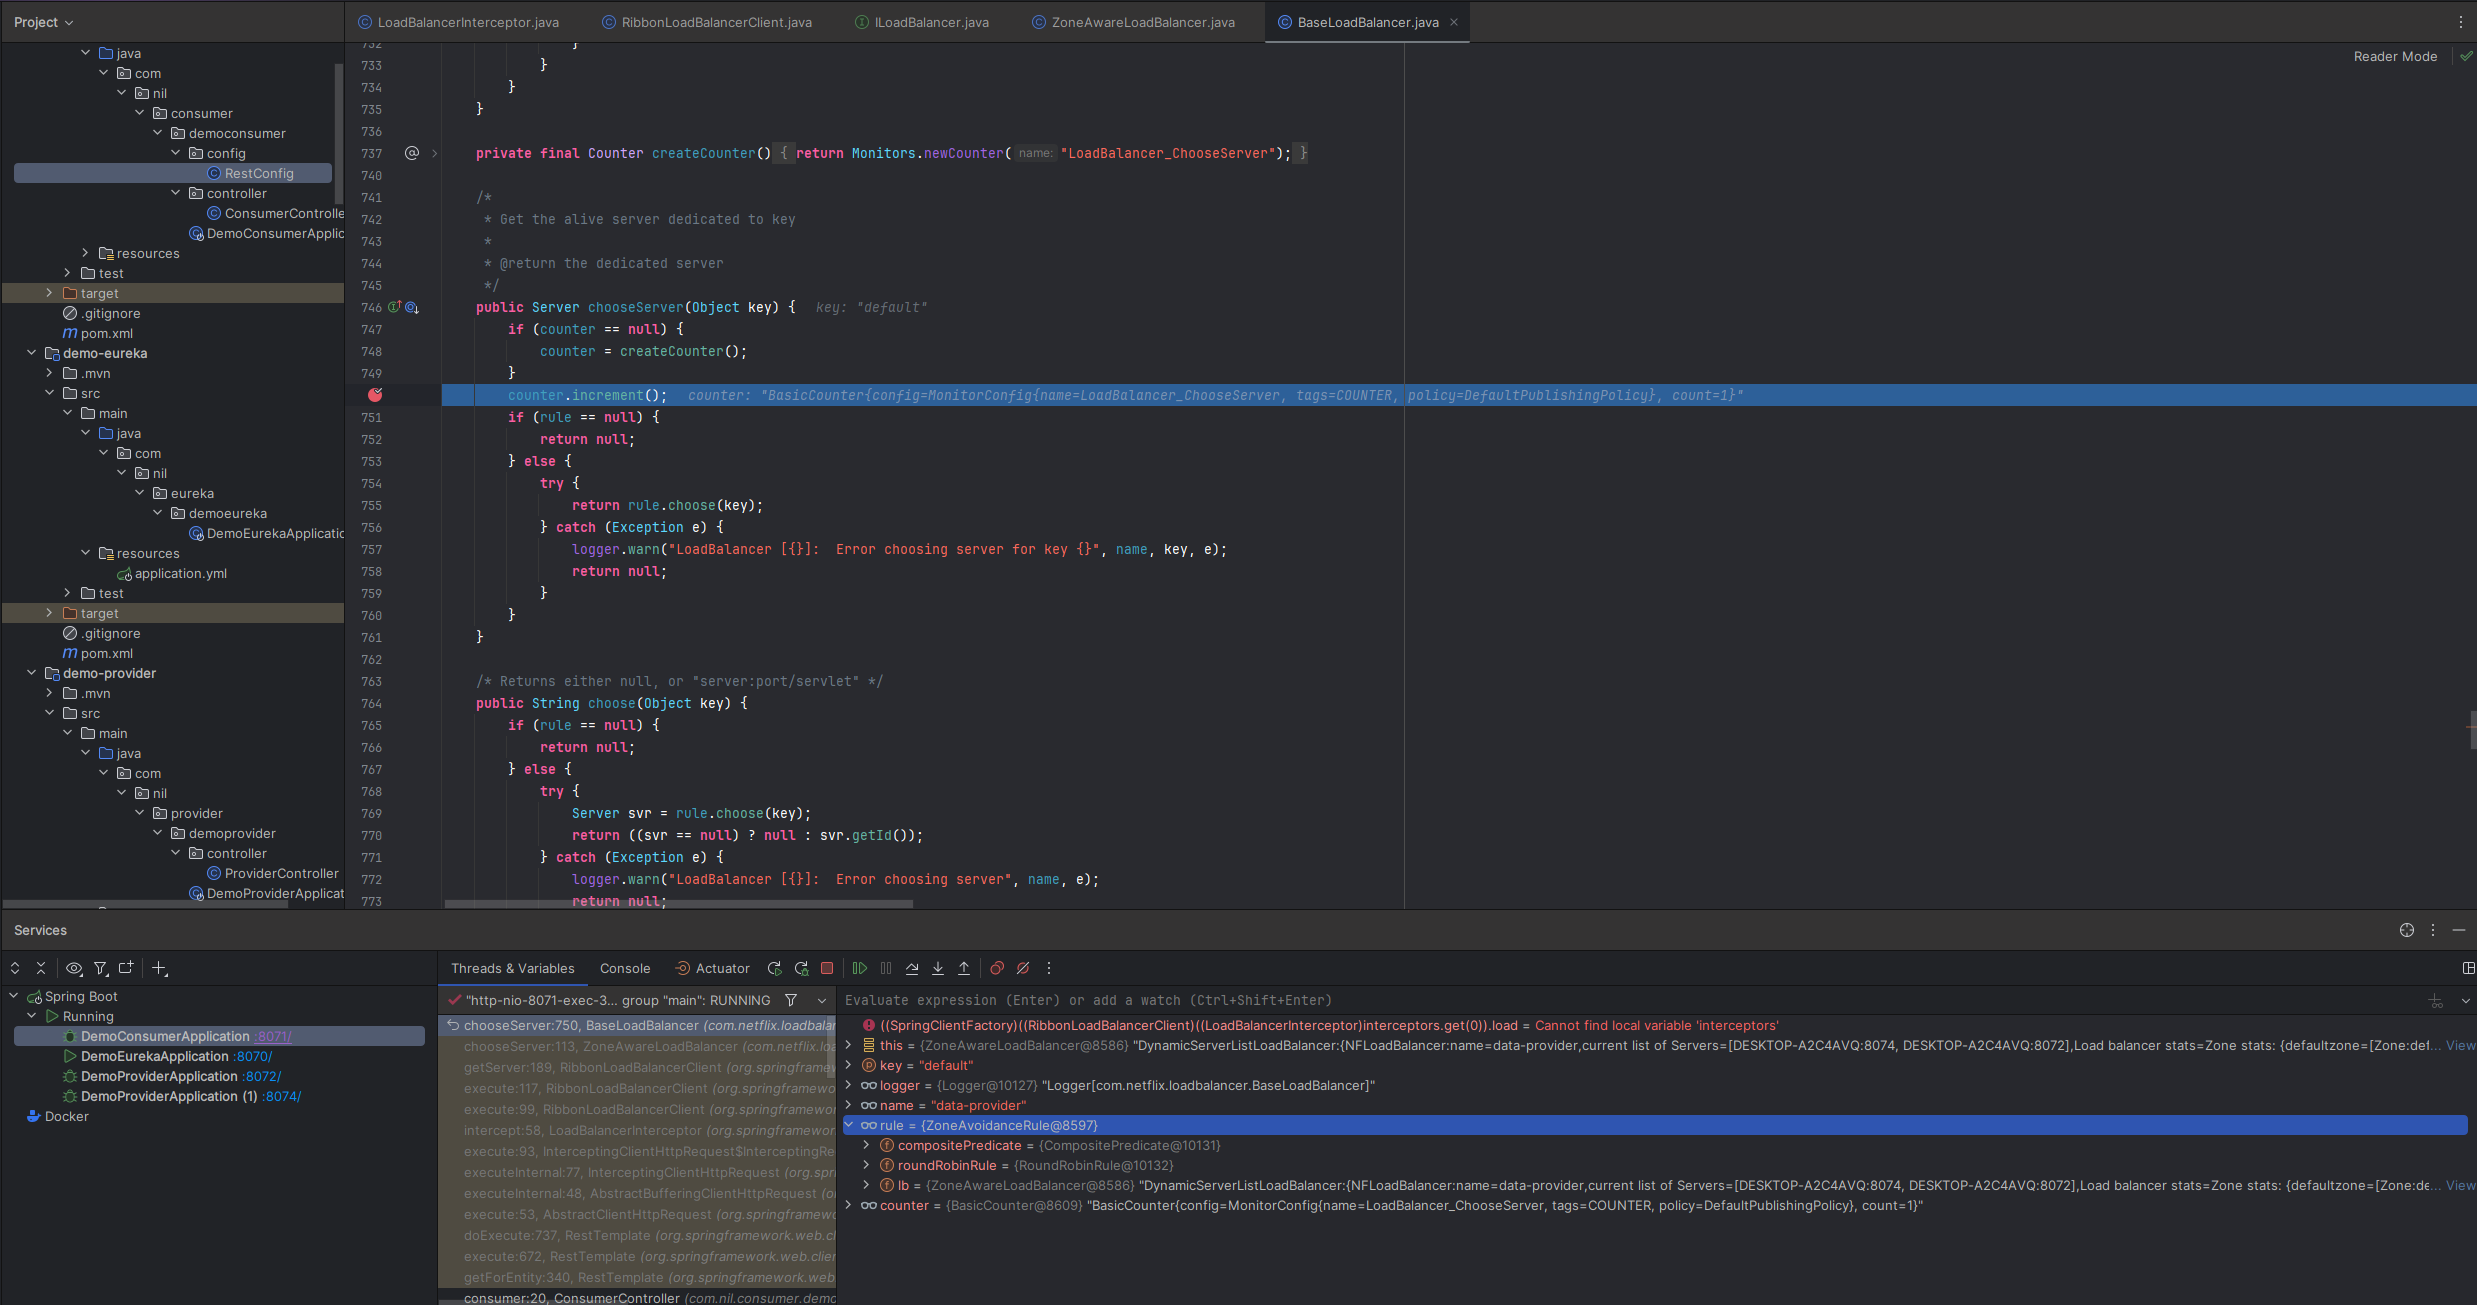 Project
LoadBalancerInterceptor.java
RibbonLoadBalancerClient.java
ILoadBalancer.java
ZoneAwareLoadBalancer.java
BaseLoadBalancer.java
Reader Mode
java
com
nil
consumer
democonsumer
config
RestConfig
controller
ConsumerControlle
DemoConsumerApplic
resources
test
target
.gitignore
pom.xml
demo-eureka
.mvn
src
main
java
com
nil
eureka
demoeureka
DemoEurekaApplicatio
resources
application.yml
test
target
.gitignore
pom.xml
demo-provider
.mvn
src
main
java
com
nil
provider
demoprovider
controller
ProviderController
DemoProviderApplicat
732 }
733 }
734 }
735 }
736
737 private final Counter createCounter() { return Monitors.newCounter( name: "LoadBalancer_ChooseServer"); }
740
741 /*
742 * Get the alive server dedicated to key
743 *
744 * @return the dedicated server
745 */
746 public Server chooseServer(Object key) { key: "default"
747 if (counter == null) {
748 counter = createCounter();
749 }
counter.increment(); counter: "BasicCounter{config=MonitorConfig{name=LoadBalancer_ChooseServer, tags=COUNTER, policy=DefaultPublishingPolicy}, count=1}"
751 if (rule == null) {
752 return null;
753 } else {
754 try {
755 return rule.choose(key);
756 } catch (Exception e) {
757 logger.warn("LoadBalancer [{}]:  Error choosing server for key {}", name, key, e);
758 return null;
759 }
760 }
761 }
762
763 /* Returns either null, or "server:port/servlet" */
764 public String choose(Object key) {
765 if (rule == null) {
766 return null;
767 } else {
768 try {
769 Server svr = rule.choose(key);
770 return ((svr == null) ? null : svr.getId());
771 } catch (Exception e) {
772 logger.warn("LoadBalancer [{}]:  Error choosing server", name, e);
773 return null;
Services
Spring Boot
Running
DemoConsumerApplication :8071/
DemoEurekaApplication :8070/
DemoProviderApplication :8072/
DemoProviderApplication (1) :8074/
Docker
Threads & Variables
Console
Actuator
"http-nio-8071-exec-3... group "main": RUNNING
chooseServer:750, BaseLoadBalancer (com.netflix.loadbalar
chooseServer:113, ZoneAwareLoadBalancer (com.netflix.loa
getServer:189, RibbonLoadBalancerClient (org.springframew
execute:117, RibbonLoadBalancerClient (org.springframewo
execute:99, RibbonLoadBalancerClient (org.springframewor
intercept:58, LoadBalancerInterceptor (org.springframewor
execute:93, InterceptingClientHttpRequest$InterceptingRe
executeInternal:77, InterceptingClientHttpRequest (org.spri
executeInternal:48, AbstractBufferingClientHttpRequest (o
execute:53, AbstractClientHttpRequest (org.springframewo
doExecute:737, RestTemplate (org.springframework.web.cl
execute:672, RestTemplate (org.springframework.web.clien
getForEntity:340, RestTemplate (org.springframework.web
consumer:20, ConsumerController (com.nil.consumer.demo
Evaluate expression (Enter) or add a watch (Ctrl+Shift+Enter)
((SpringClientFactory)((RibbonLoadBalancerClient)((LoadBalancerInterceptor)interceptors.get(0)).load = Cannot find local variable 'interceptors'
this = {ZoneAwareLoadBalancer@8586} "DynamicServerListLoadBalancer:{NFLoadBalancer:name=data-provider,current list of Servers=[DESKTOP-A2C4AVQ:8074, DESKTOP-A2C4AVQ:8072],Load balancer stats=Zone stats: {defaultzone=[Zone:def... View
key = "default"
logger = {Logger@10127} "Logger[com.netflix.loadbalancer.BaseLoadBalancer]"
name = "data-provider"
rule = {ZoneAvoidanceRule@8597}
compositePredicate = {CompositePredicate@10131}
roundRobinRule = {RoundRobinRule@10132}
lb = {ZoneAwareLoadBalancer@8586} "DynamicServerListLoadBalancer:{NFLoadBalancer:name=data-provider,current list of Servers=[DESKTOP-A2C4AVQ:8074, DESKTOP-A2C4AVQ:8072],Load balancer stats=Zone stats: {defaultzone=[Zone:de... View
counter = {BasicCounter@8609} "BasicCounter{config=MonitorConfig{name=LoadBalancer_ChooseServer, tags=COUNTER, policy=DefaultPublishingPolicy}, count=1}"